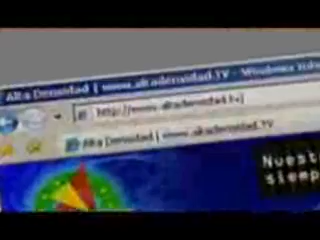 Alta Densidad | www.altadensidad.TV - Windows
http://www.altadensidad.tv/
Alta Densidad | www.altadensidad.TV
Nuest
siemp